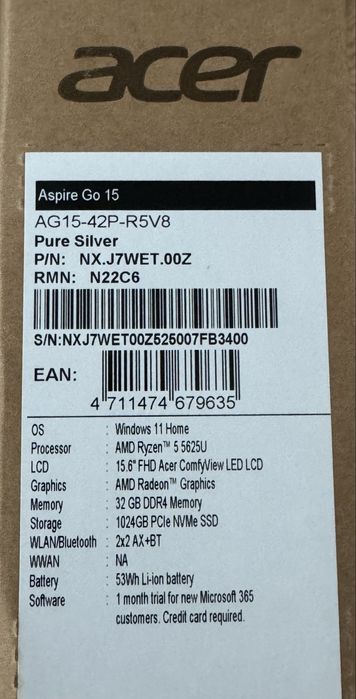 acer
Aspire Go 15
AG15-42P-R5V8
Pure Silver
P/N: NX.J7WET.00Z
RMN: N22C6
S/N:NXJ7WET00Z525007FB3400
EAN:
4 711474 679635
OS : Windows 11 Home
Processor : AMD Ryzen™ 5 5625U
LCD : 15.6" FHD Acer ComfyView LED LCD
Graphics : AMD Radeon™ Graphics
Memory : 32 GB DDR4 Memory
Storage : 1024GB PCIe NVMe SSD
WLAN/Bluetooth : 2x2 AX+BT
WWAN : NA
Battery : 53Wh Li-ion battery
Software : 1 month trial for new Microsoft 365
customers. Credit card required.